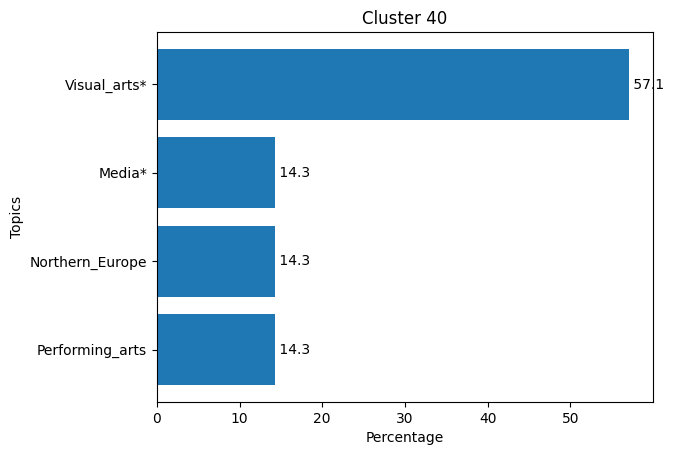 Cluster 40
Visual_arts*
57.1
Media*
14.3
Northern_Europe
14.3
Performing_arts
14.3
Topics
0 10 20 30 40 50
Percentage